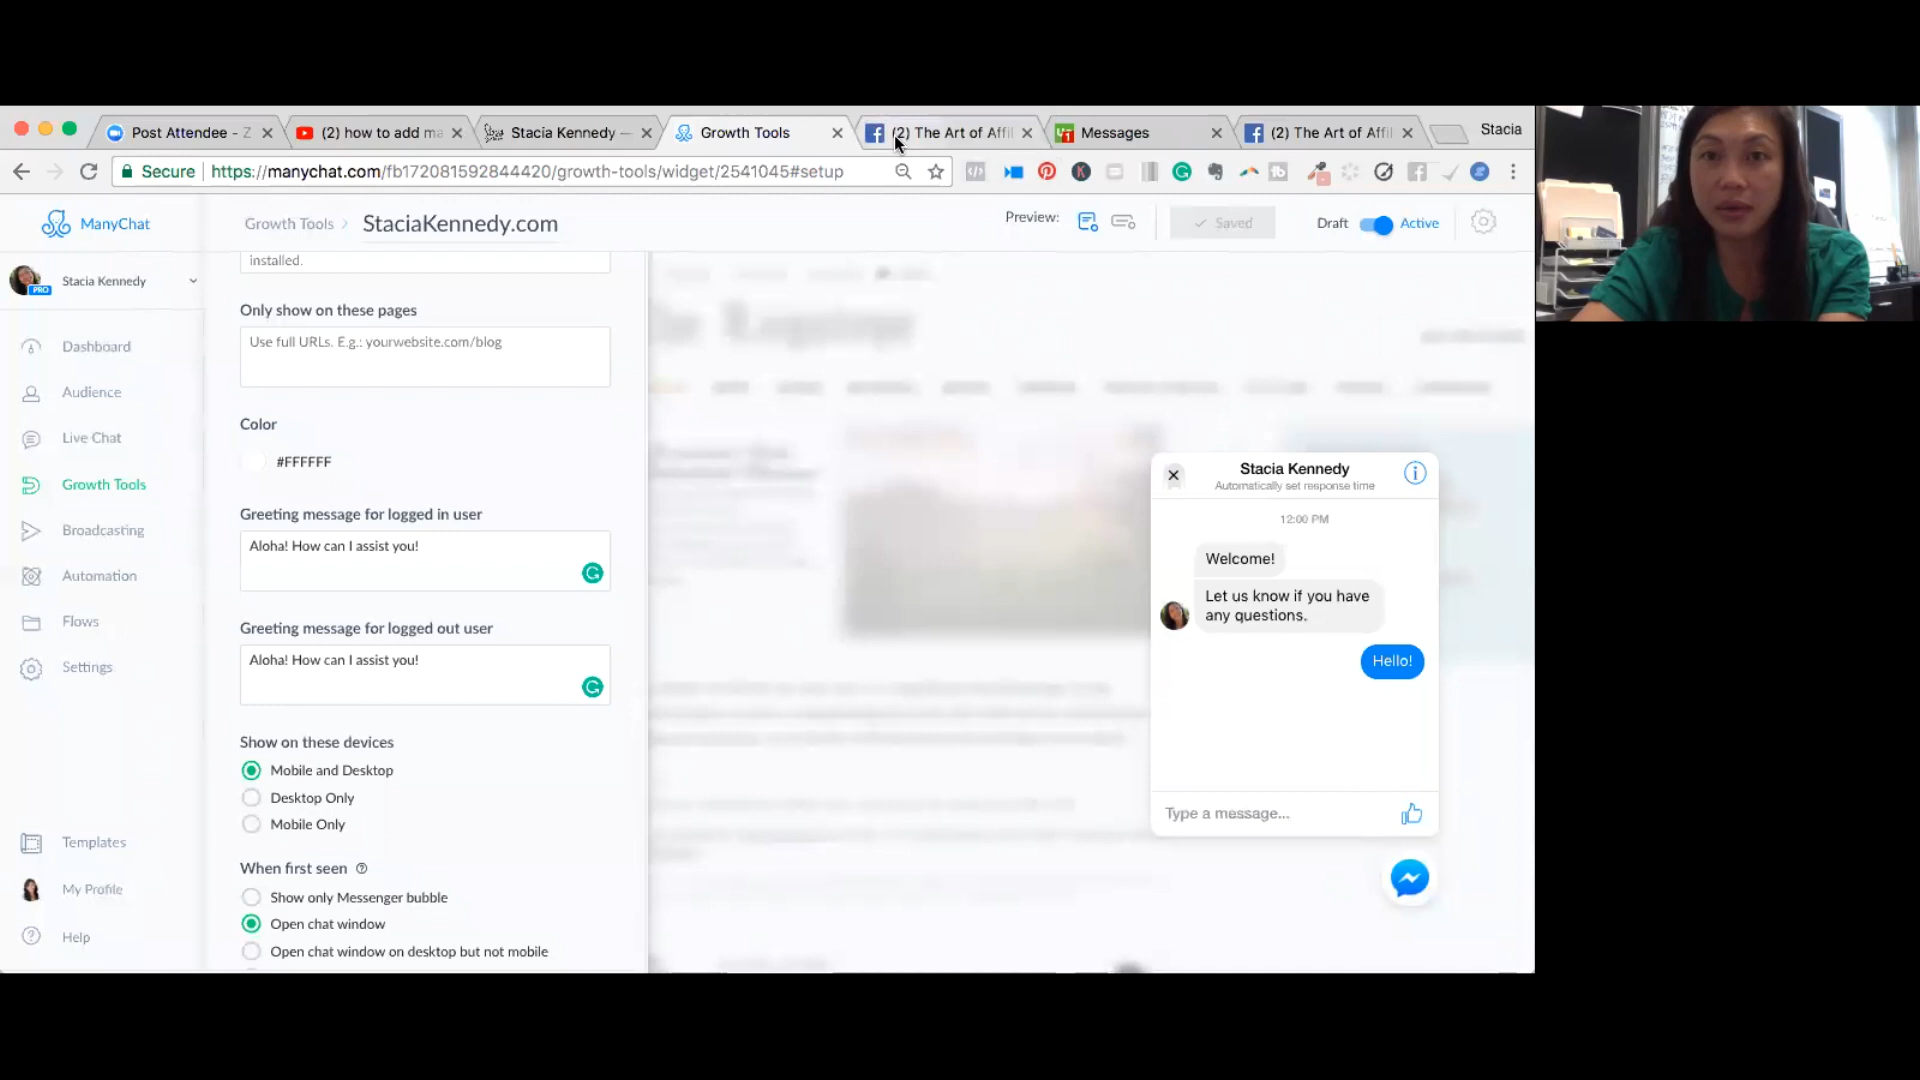 Post Attendee - Z
(2) how to add ma
Stacia Kennedy —
Growth Tools
(2) The Art of Affil
Messages
(2) The Art of Affil
Stacia
Secure
https://manychat.com/fb172081592844420/growth-tools/widget/2541045#setup
ManyChat
Growth Tools
StaciaKennedy.com
Preview:
Saved
Draft
Active
Stacia Kennedy
PRO
Dashboard
Audience
Live Chat
Growth Tools
Broadcasting
Automation
Flows
Settings
Templates
My Profile
Help
installed.
Only show on these pages
Use full URLs. E.g.: yourwebsite.com/blog
Color
#FFFFFF
Greeting message for logged in user
Aloha! How can I assist you!
Greeting message for logged out user
Aloha! How can I assist you!
Show on these devices
Mobile and Desktop
Desktop Only
Mobile Only
When first seen
Show only Messenger bubble
Open chat window
Open chat window on desktop but not mobile
Stacia Kennedy
Automatically set response time
12:00 PM
Welcome!
Let us know if you have
any questions.
Hello!
Type a message...